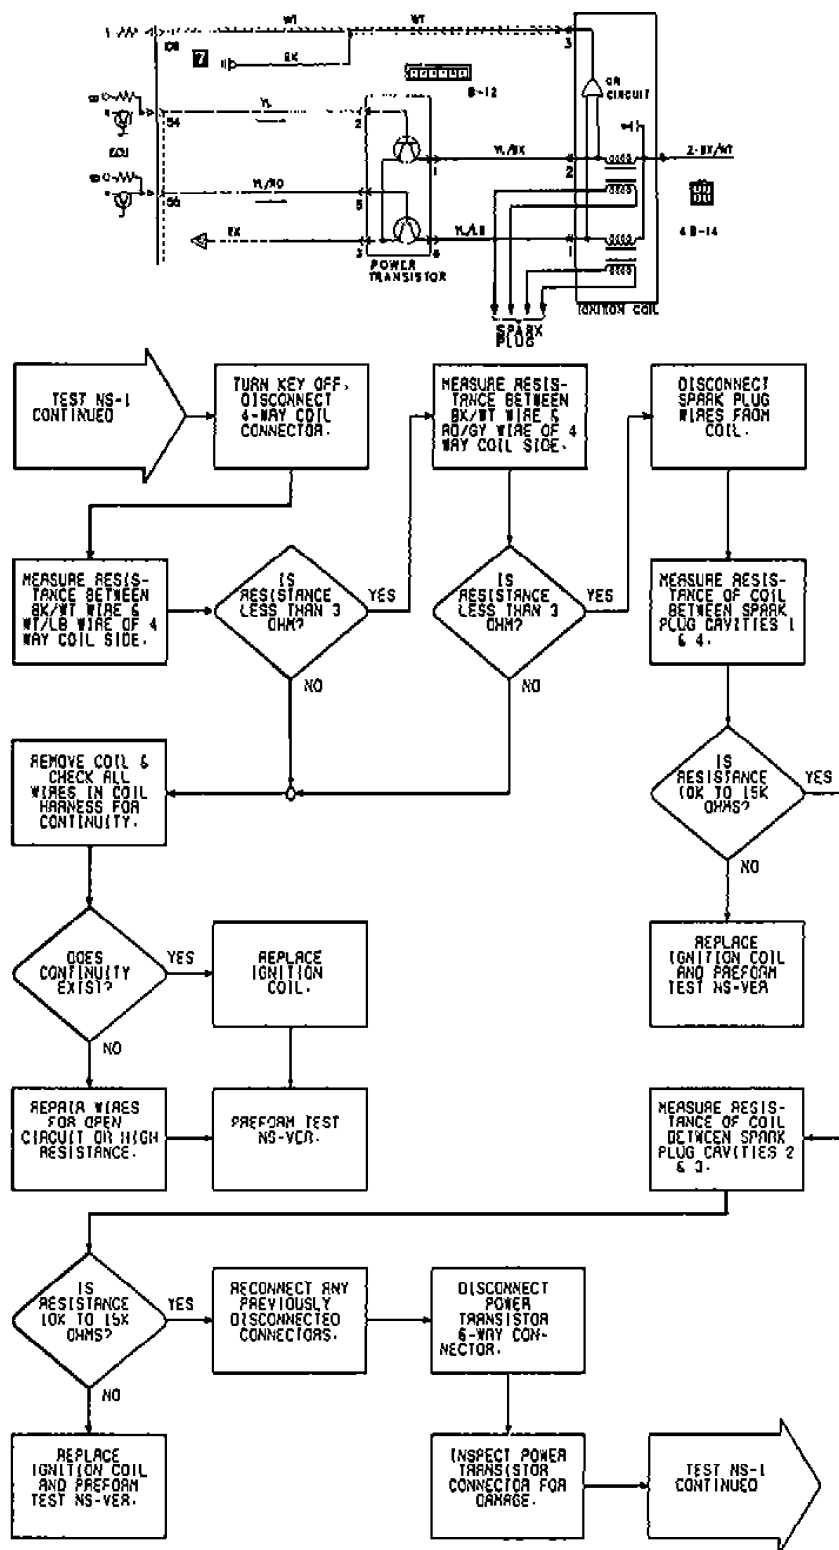 WT
WT
3
7
BK
B-12
CIRCUIT
54
YL
2
1
YL/BK
2
2-BK/WT
ECU
YL/RD
5
4 B-14
BK
3
6
1
POWER
TRANSISTOR
IGNITION COIL
SPARK
PLUG
TEST NS-1
CONTINUED
TURN KEY OFF,
DISCONNECT
4-WAY COIL
CONNECTOR.
MEASURE RESIS-
TANCE BETWEEN
BK/WT WIRE &
RD/GY WIRE OF 4
WAY COIL SIDE.
DISCONNECT
SPARK PLUG
WIRES FROM
COIL.
MEASURE RESIS-
TANCE BETWEEN
BK/WT WIRE &
WT/LB WIRE OF 4
WAY COIL SIDE.
IS
RESISTANCE
LESS THAN 3
OHM?
YES
NO
IS
RESISTANCE
LESS THAN 3
OHM?
YES
NO
MEASURE RESIS-
TANCE OF COIL
BETWEEN SPARK
PLUG CAVITIES 1
& 4.
REMOVE COIL &
CHECK ALL
WIRES IN COIL
HARNESS FOR
CONTINUITY.
IS
RESISTANCE
10K TO 15K
OHMS?
YES
NO
DOES
CONTINUITY
EXIST?
YES
NO
REPLACE
IGNITION
COIL.
REPLACE
IGNITION COIL
AND PREFORM
TEST NS-VER
REPAIR WIRES
FOR OPEN
CIRCUIT OR HIGH
RESISTANCE.
PREFORM TEST
NS-VER.
MEASURE RESIS-
TANCE OF COIL
BETWEEN SPARK
PLUG CAVITIES 2
& 3.
IS
RESISTANCE
10K TO 15K
OHMS?
YES
NO
RECONNECT ANY
PREVIOUSLY
DISCONNECTED
CONNECTORS.
DISCONNECT
POWER
TRANSISTOR
6-WAY CON-
NECTOR.
REPLACE
IGNITION COIL
AND PREFORM
TEST NS-VER.
INSPECT POWER
TRANSISTOR
CONNECTOR FOR
DAMAGE.
TEST NS-1
CONTINUED